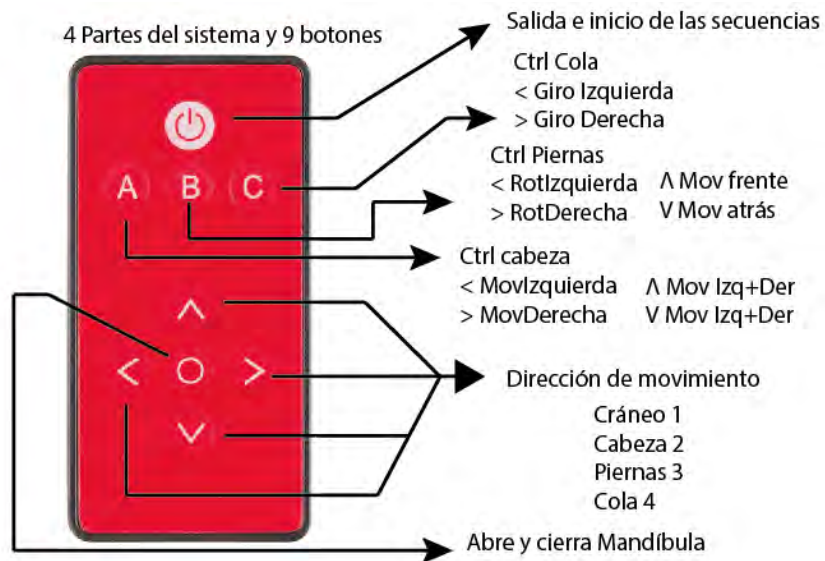 4 Partes del sistema y 9 botones
Salida e inicio de las secuencias
Ctrl Cola
< Giro Izquierda
> Giro Derecha
Ctrl Piernas
< RotIzquierda Λ Mov frente
> RotDerecha V Mov atrás
A B C
Ctrl cabeza
< MovIzquierda Λ Mov Izq+Der
> MovDerecha V Mov Izq+Der
Dirección de movimiento
Cráneo 1
Cabeza 2
Piernas 3
Cola 4
Abre y cierra Mandíbula